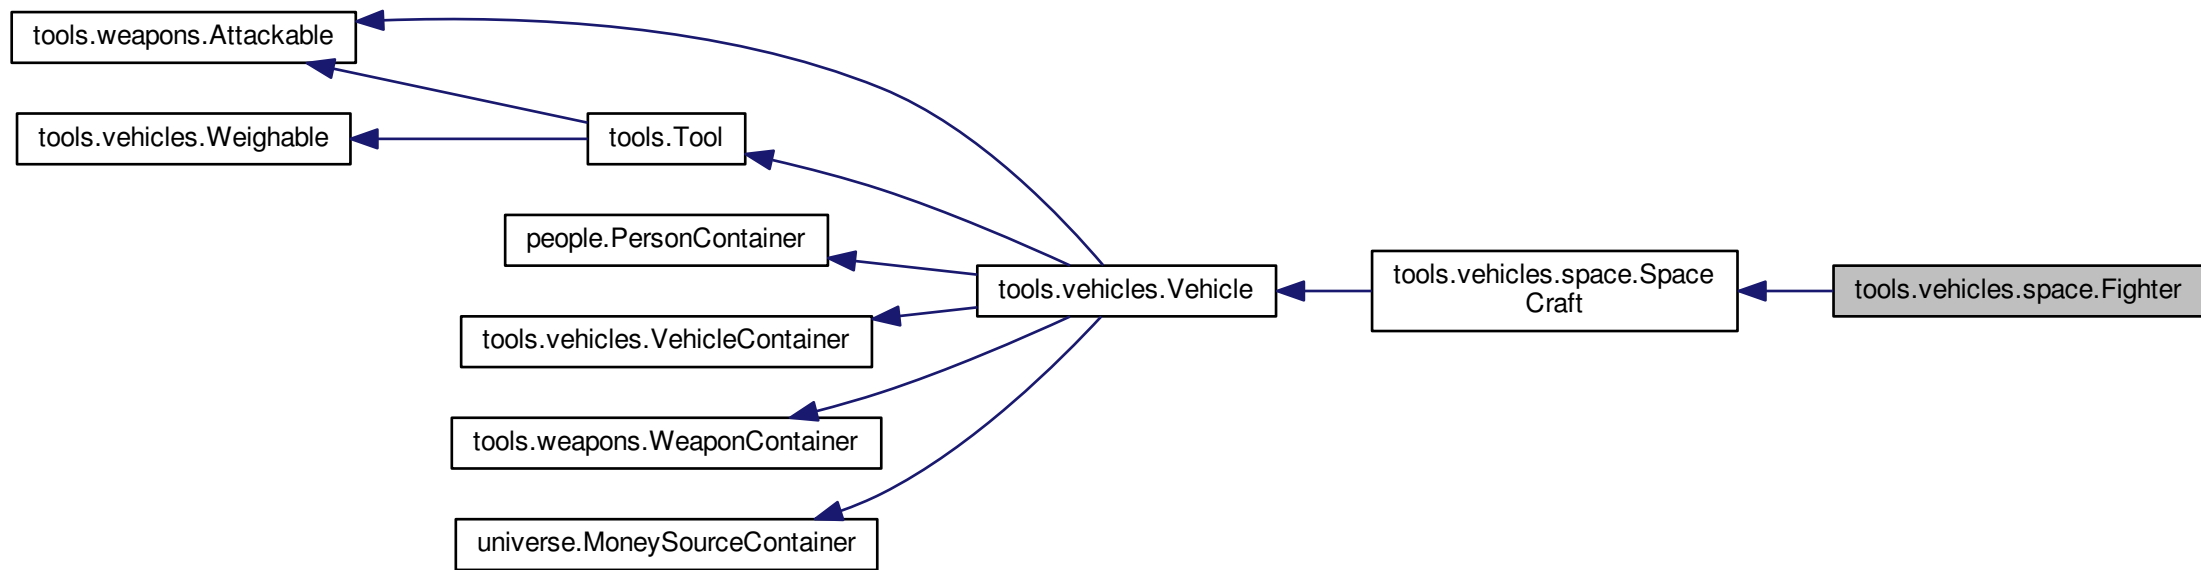 tools.weapons.Attackable
tools.vehicles.Weighable
tools.Tool
people.PersonContainer
tools.vehicles.VehicleContainer
tools.weapons.WeaponContainer
universe.MoneySourceContainer
tools.vehicles.Vehicle
tools.vehicles.space.Space
Craft
tools.vehicles.space.Fighter